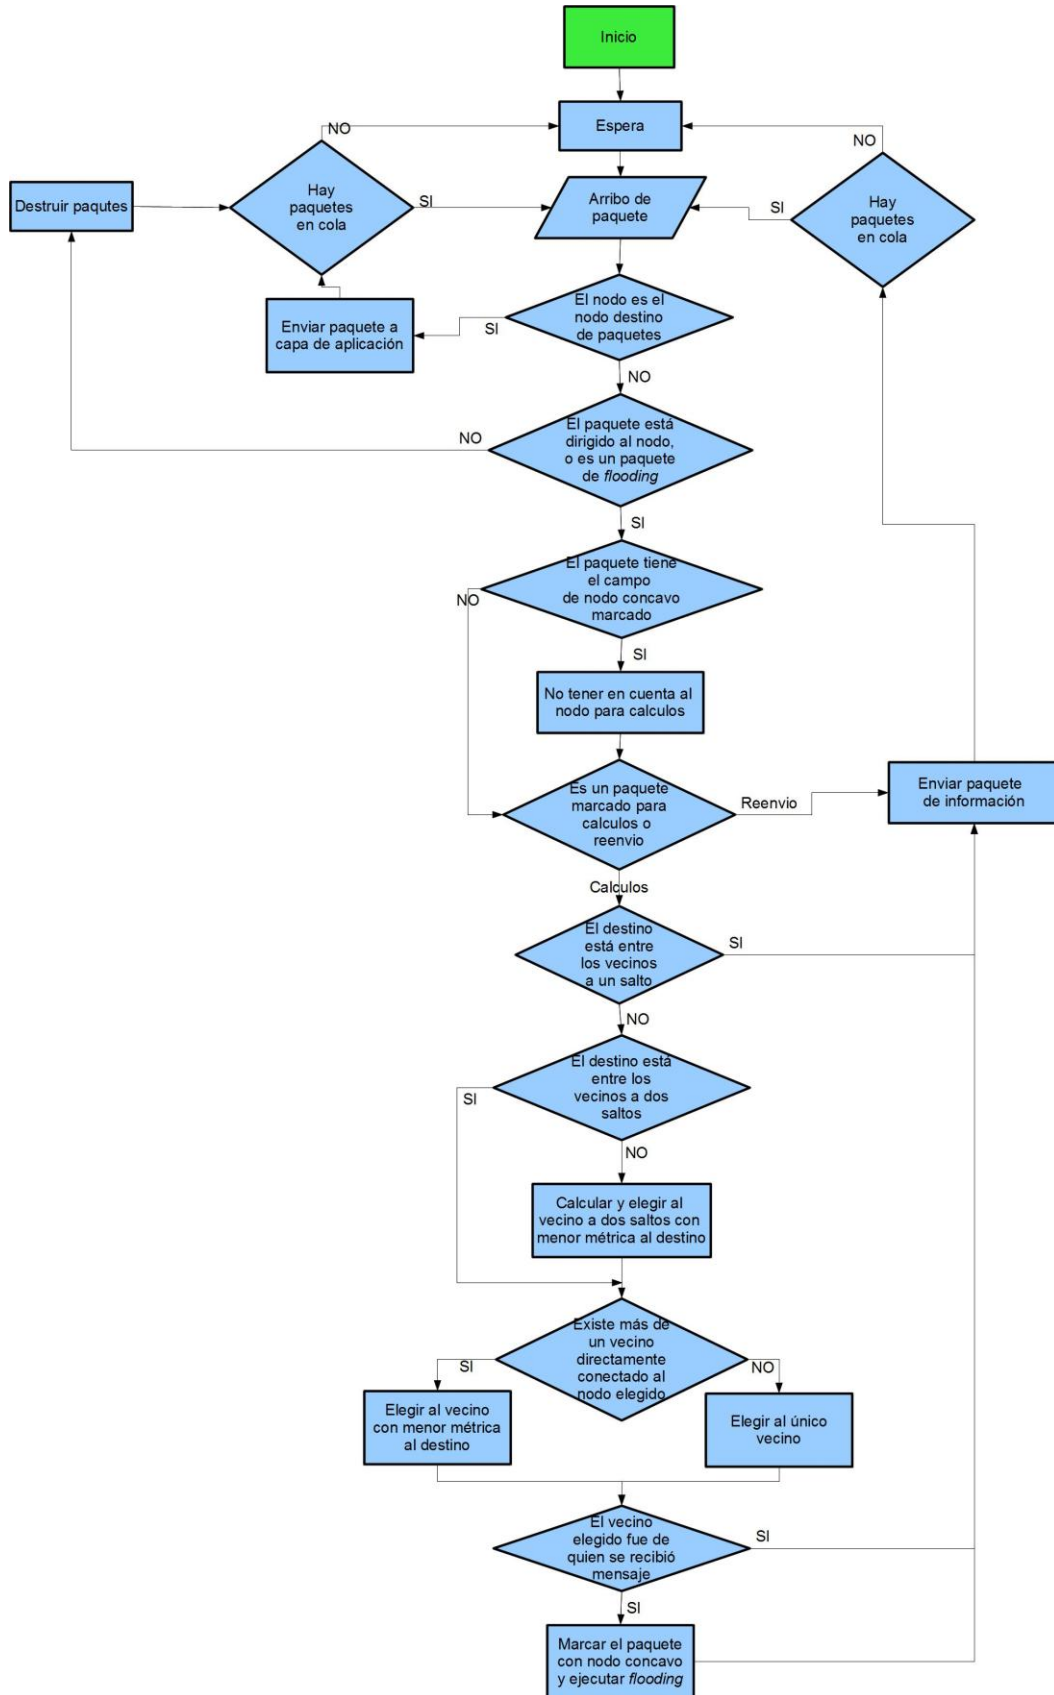 Inicio
NO
Espera
NO
Destruir paqutes
Hay
paquetes
en cola
SI
Arribo de
paquete
SI
Hay
paquetes
en cola
Enviar paquete a
capa de aplicación
SI
El nodo es el
nodo destino
de paquetes
NO
NO
El paquete está
dirigido al nodo,
o es un paquete
de flooding
SI
El paquete tiene
el campo
de nodo concavo
marcado
NO
SI
No tener en cuenta al
nodo para calculos
Es un paquete
marcado para
calculos o
reenvio
Reenvio
Enviar paquete
de información
Calculos
El destino
está entre
los vecinos
a un salto
SI
NO
El destino está
entre los
vecinos a dos
saltos
SI
NO
Calcular y elegir al
vecino a dos saltos con
menor métrica al destino
Existe más de
un vecino
directamente
conectado al
nodo elegido
SI
NO
Elegir al vecino
con menor métrica
al destino
Elegir al único
vecino
El vecino
elegido fue de
quien se recibió
mensaje
SI
SI
Marcar el paquete
con nodo concavo
y ejecutar flooding